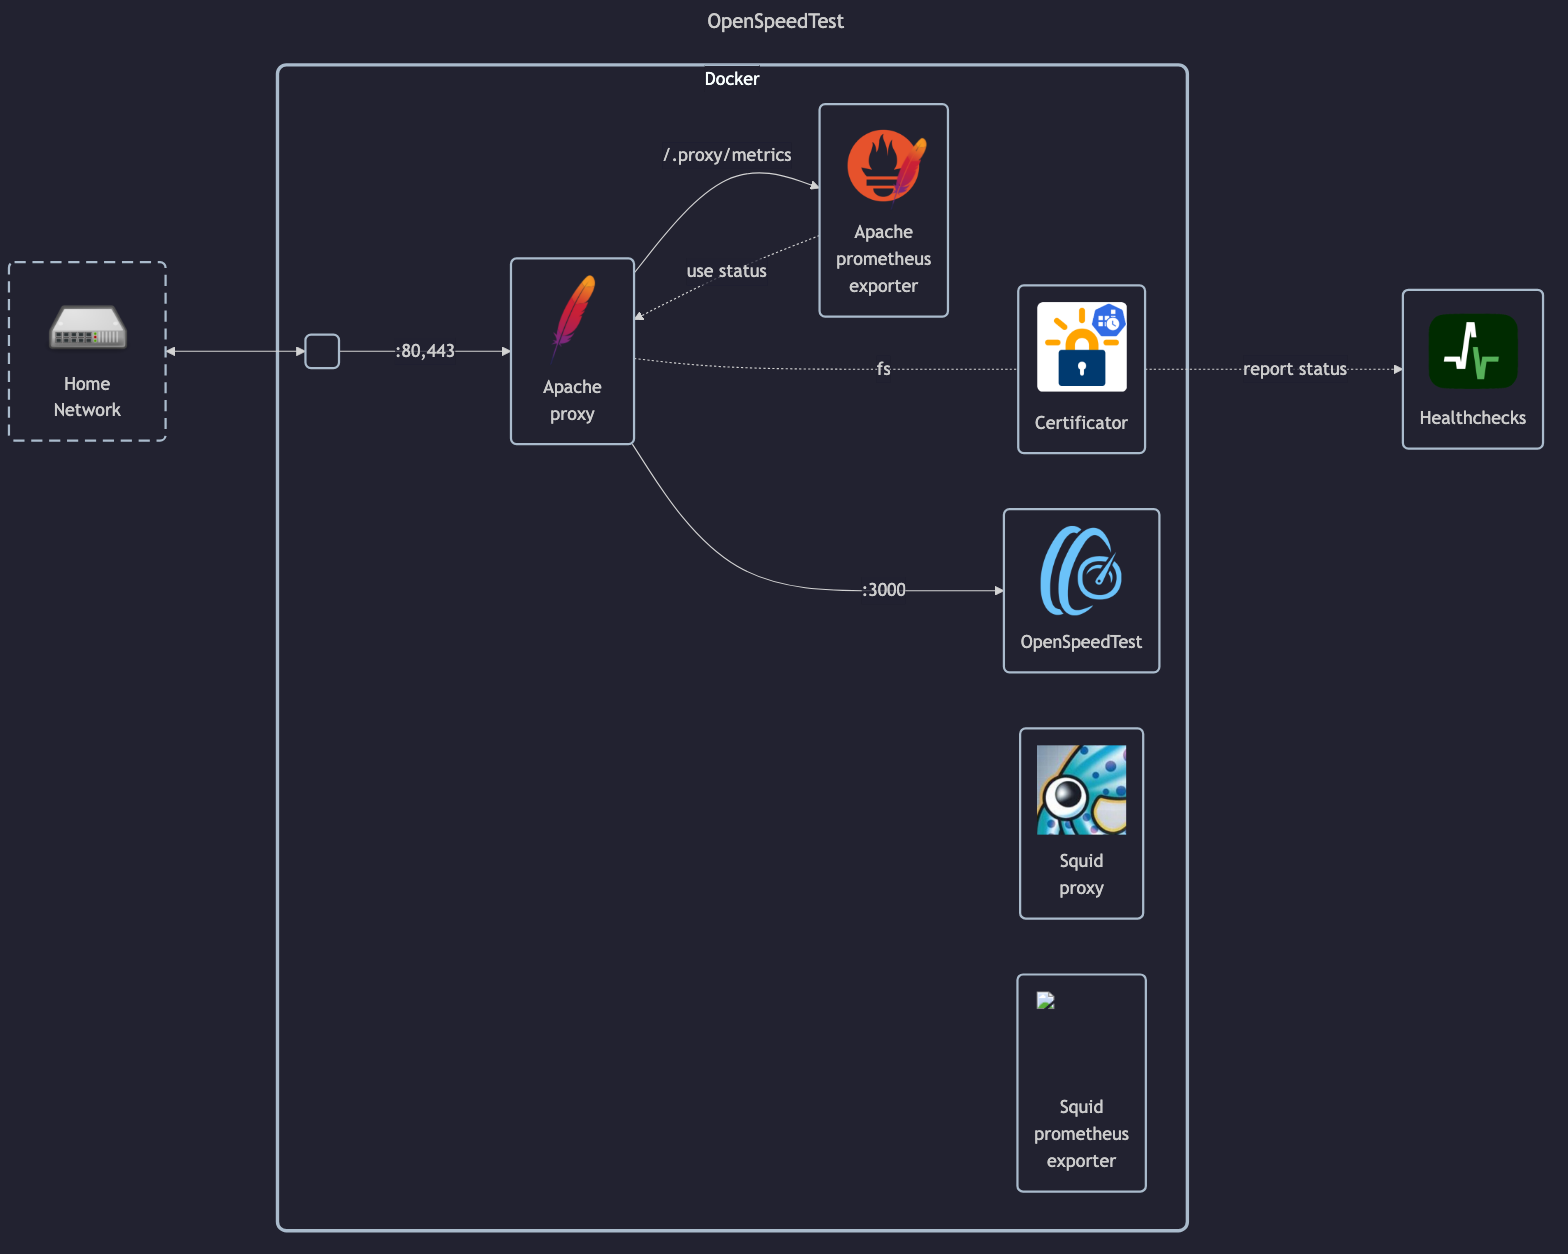 OpenSpeedTest
Docker
/.proxy/metrics
Apache
prometheus
exporter
use status
Home
Network
:80,443
Apache
proxy
fs
Certificator
report status
Healthchecks
:3000
OpenSpeedTest
Squid
proxy
Squid
prometheus
exporter